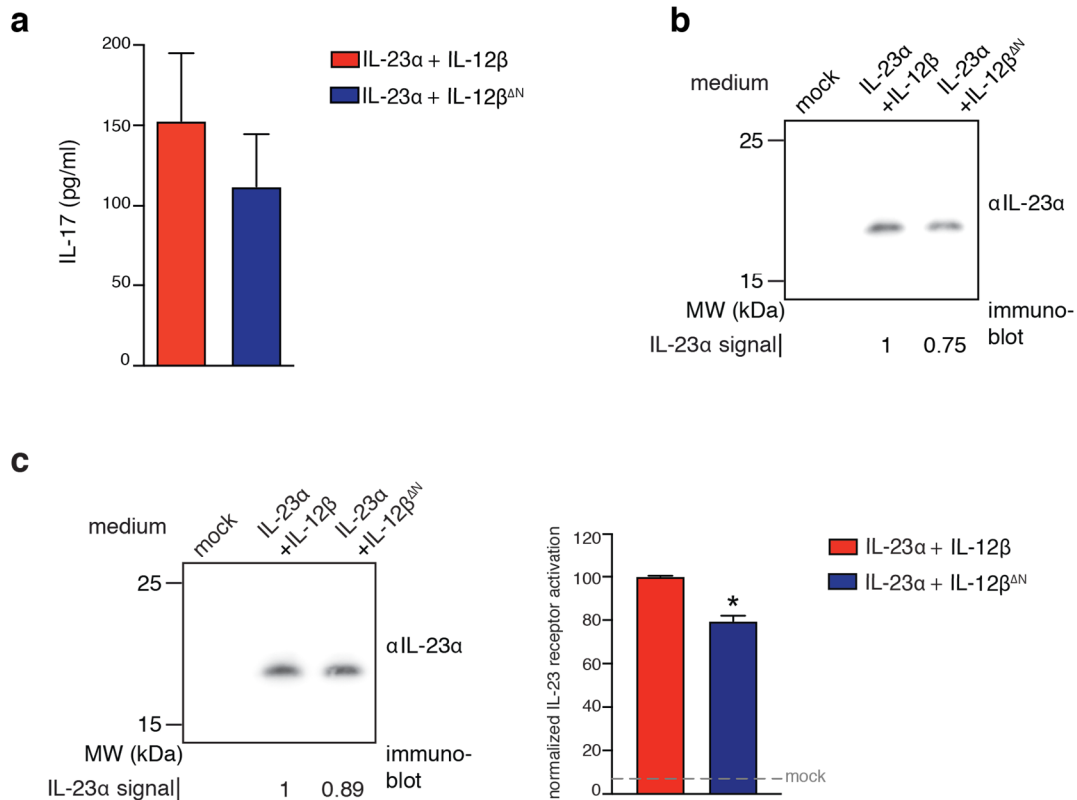 a
200
150
100
50
0
IL-17 (pg/ml)
IL-23α + IL-12β
IL-23α + IL-12βΔN
b
medium
mock
IL-23α
+IL-12β
IL-23α
+IL-12βΔN
25
15
αIL-23α
MW (kDa)
immuno-
blot
IL-23α signal|
1 0.75
c
medium
mock
IL-23α
+IL-12β
IL-23α
+IL-12βΔN
25
15
αIL-23α
MW (kDa)
immuno-
blot
IL-23α signal|
1 0.89
normalized IL-23 receptor activation
120
100
80
60
40
20
0
*
mock
IL-23α + IL-12β
IL-23α + IL-12βΔN